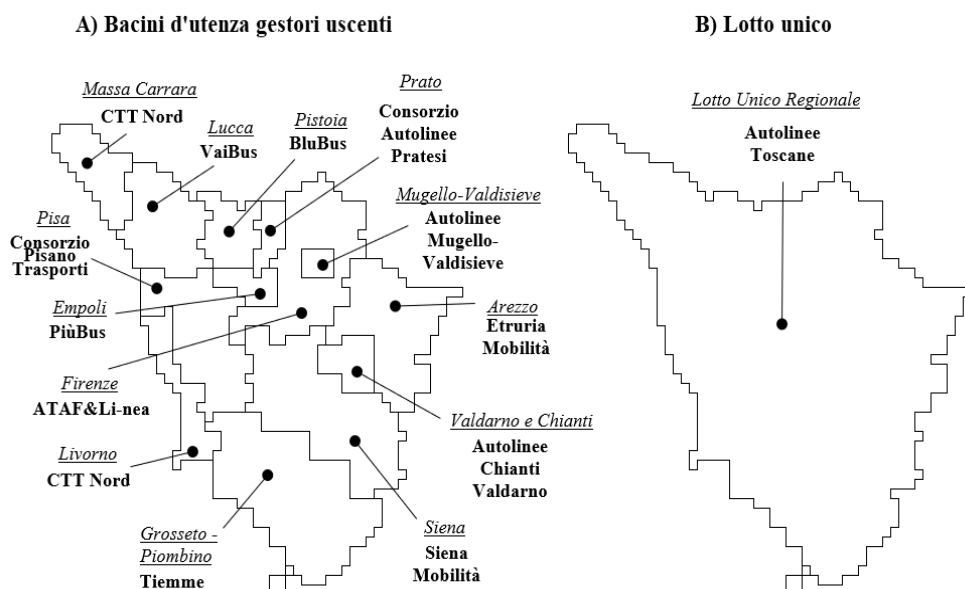 A) Bacini d'utenza gestori uscenti
B) Lotto unico
Massa Carrara
CTT Nord
Lucca
VaiBus
Pistoia
BluBus
Prato
Consorzio
Autolinee
Pratesi
Mugello-Valdisieve
Autolinee
Mugello-
Valdisieve
Pisa
Consorzio
Pisano
Trasporti
Empoli
PiùBus
Arezzo
Etruria
Mobilità
Firenze
ATAF&Li-nea
Valdarno e Chianti
Autolinee
Chianti
Valdarno
Livorno
CTT Nord
Grosseto -
Piombino
Tiemme
Siena
Siena
Mobilità
Lotto Unico Regionale
Autolinee
Toscane